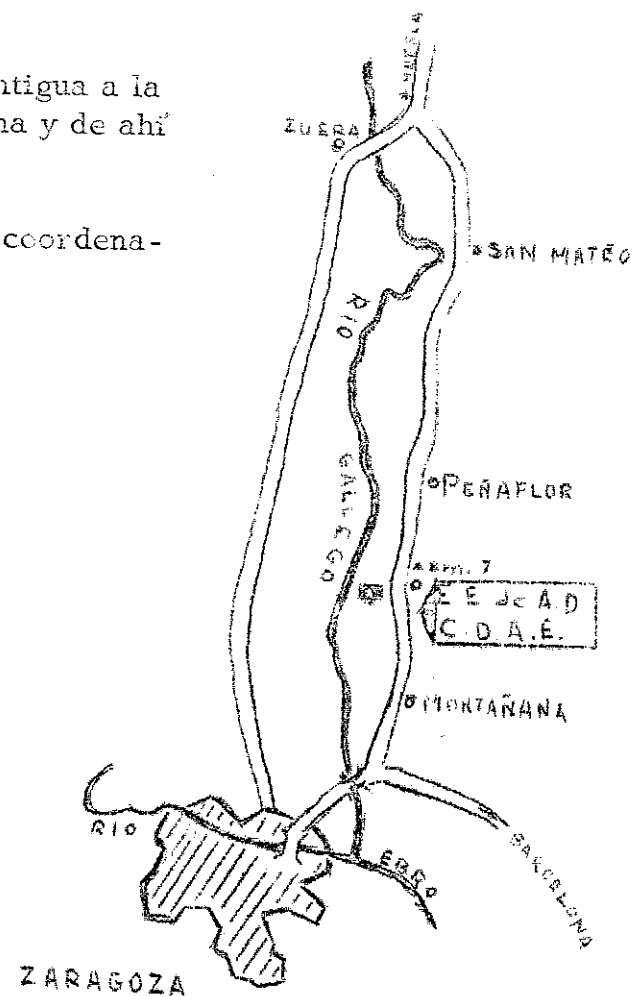 ntigua a la
na y de ahí
coordena-
ZUERA
SAN MATEO
RIO
GALLEGO
PEÑAFLOR
Km. 7
E E de A.D
C.D.A.E.
MONTAÑANA
RIO
EBRO
BARCELONA
ZARAGOZA